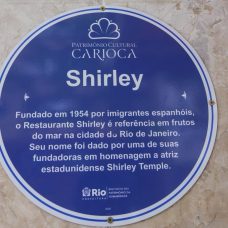 PATRIMÔNIO CULTURAL
CARIOCA
Shirley
Fundado em 1954 por imigrantes espanhóis,
o Restaurante Shirley é referência em frutos
do mar na cidade do Rio de Janeiro.
Seu nome foi dado por uma de suas
fundadoras em homenagem a atriz
estadunidense Shirley Temple.
Rio